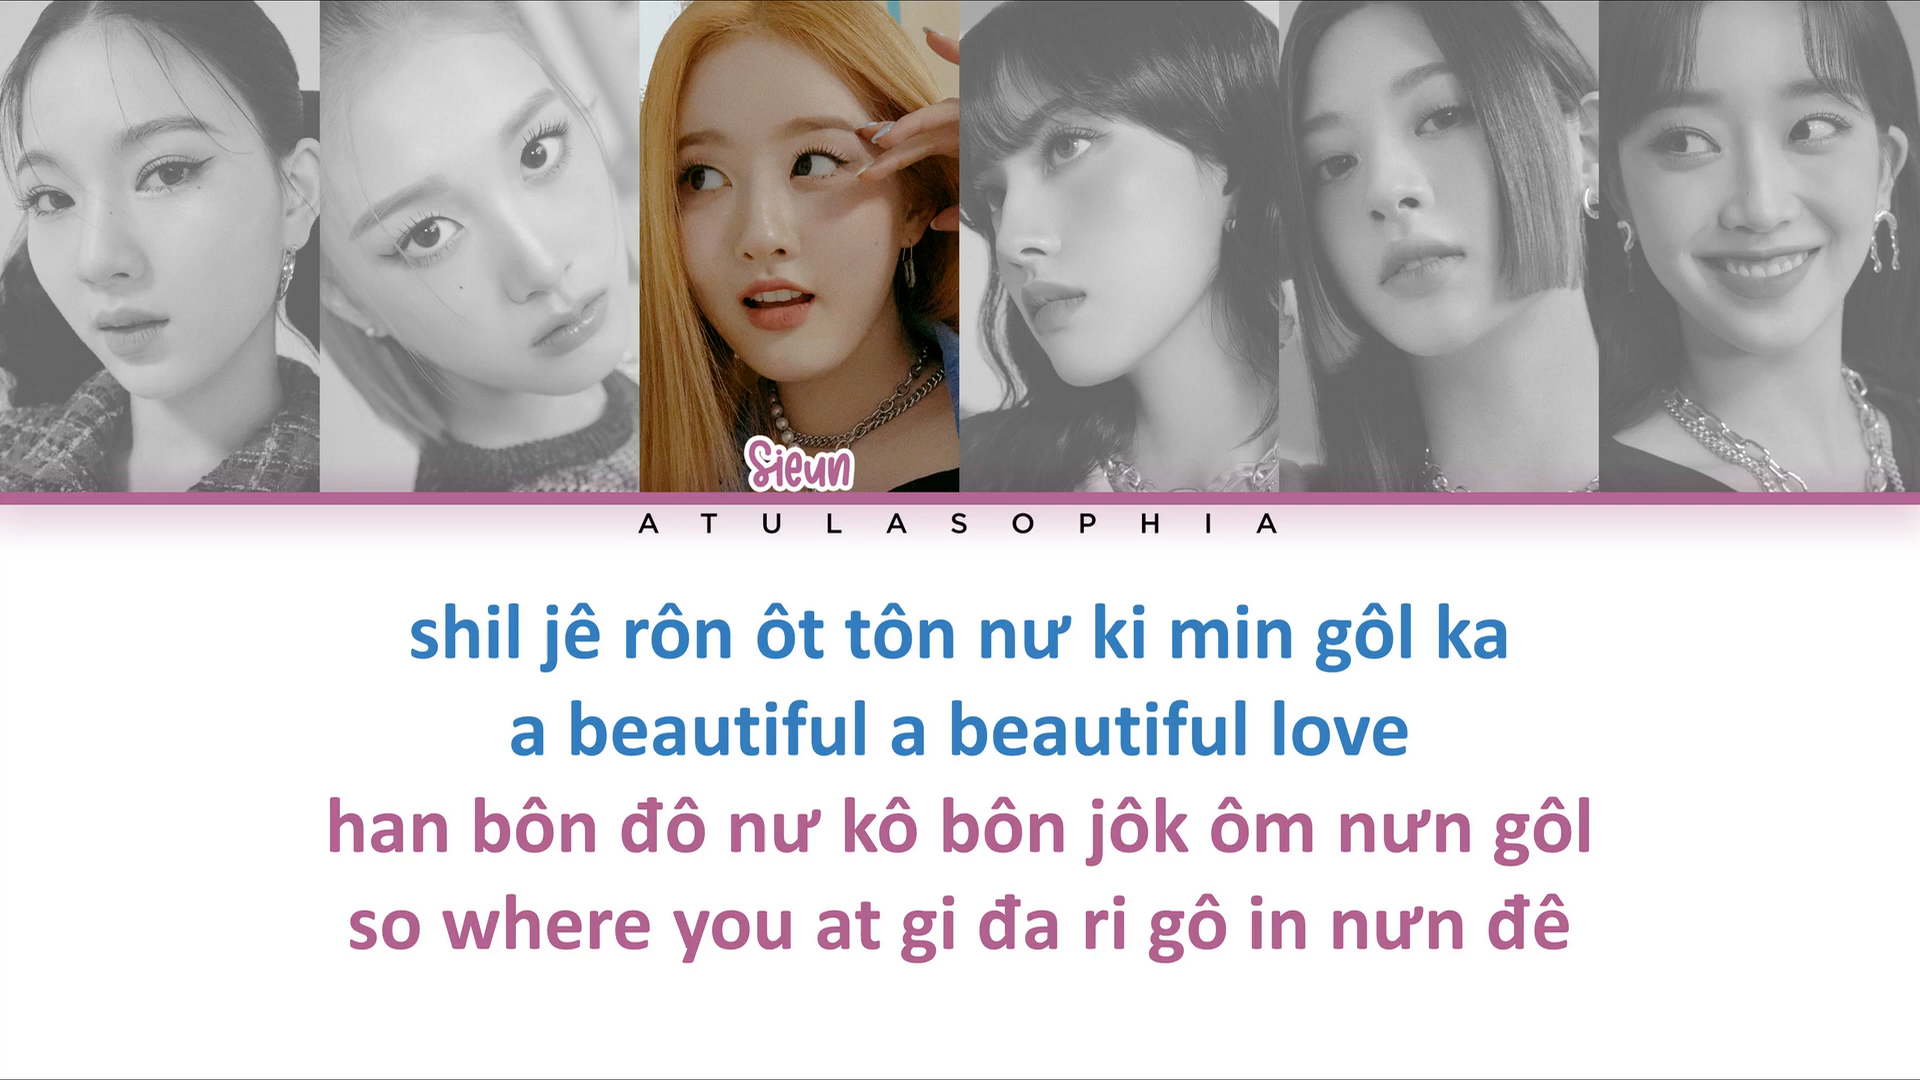 Sieun
ATULASOPHIA
shil jê rôn ôt tôn nư ki min gôl ka
a beautiful a beautiful love
han bôn đô nư kô bôn jôk ôm nưn gôl
so where you at gi đa ri gô in nưn đê